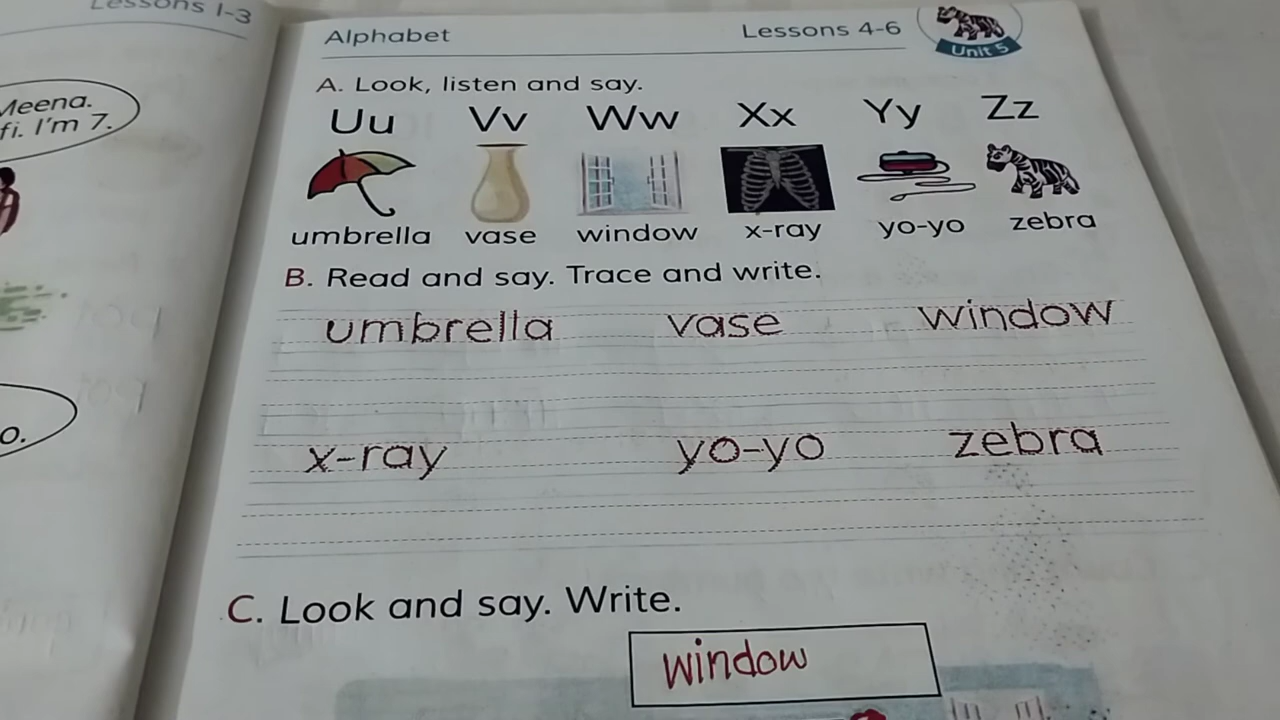 Lessons 1-3
Meena.
fi. I'm 7.
o.
Alphabet
Lessons 4-6
Unit 5
A. Look, listen and say.
Uu Vv Ww Xx Yy Zz
umbrella vase window x-ray yo-yo zebra
B. Read and say. Trace and write.
umbrella vase window
x-ray yo-yo zebra
C. Look and say. Write.
window